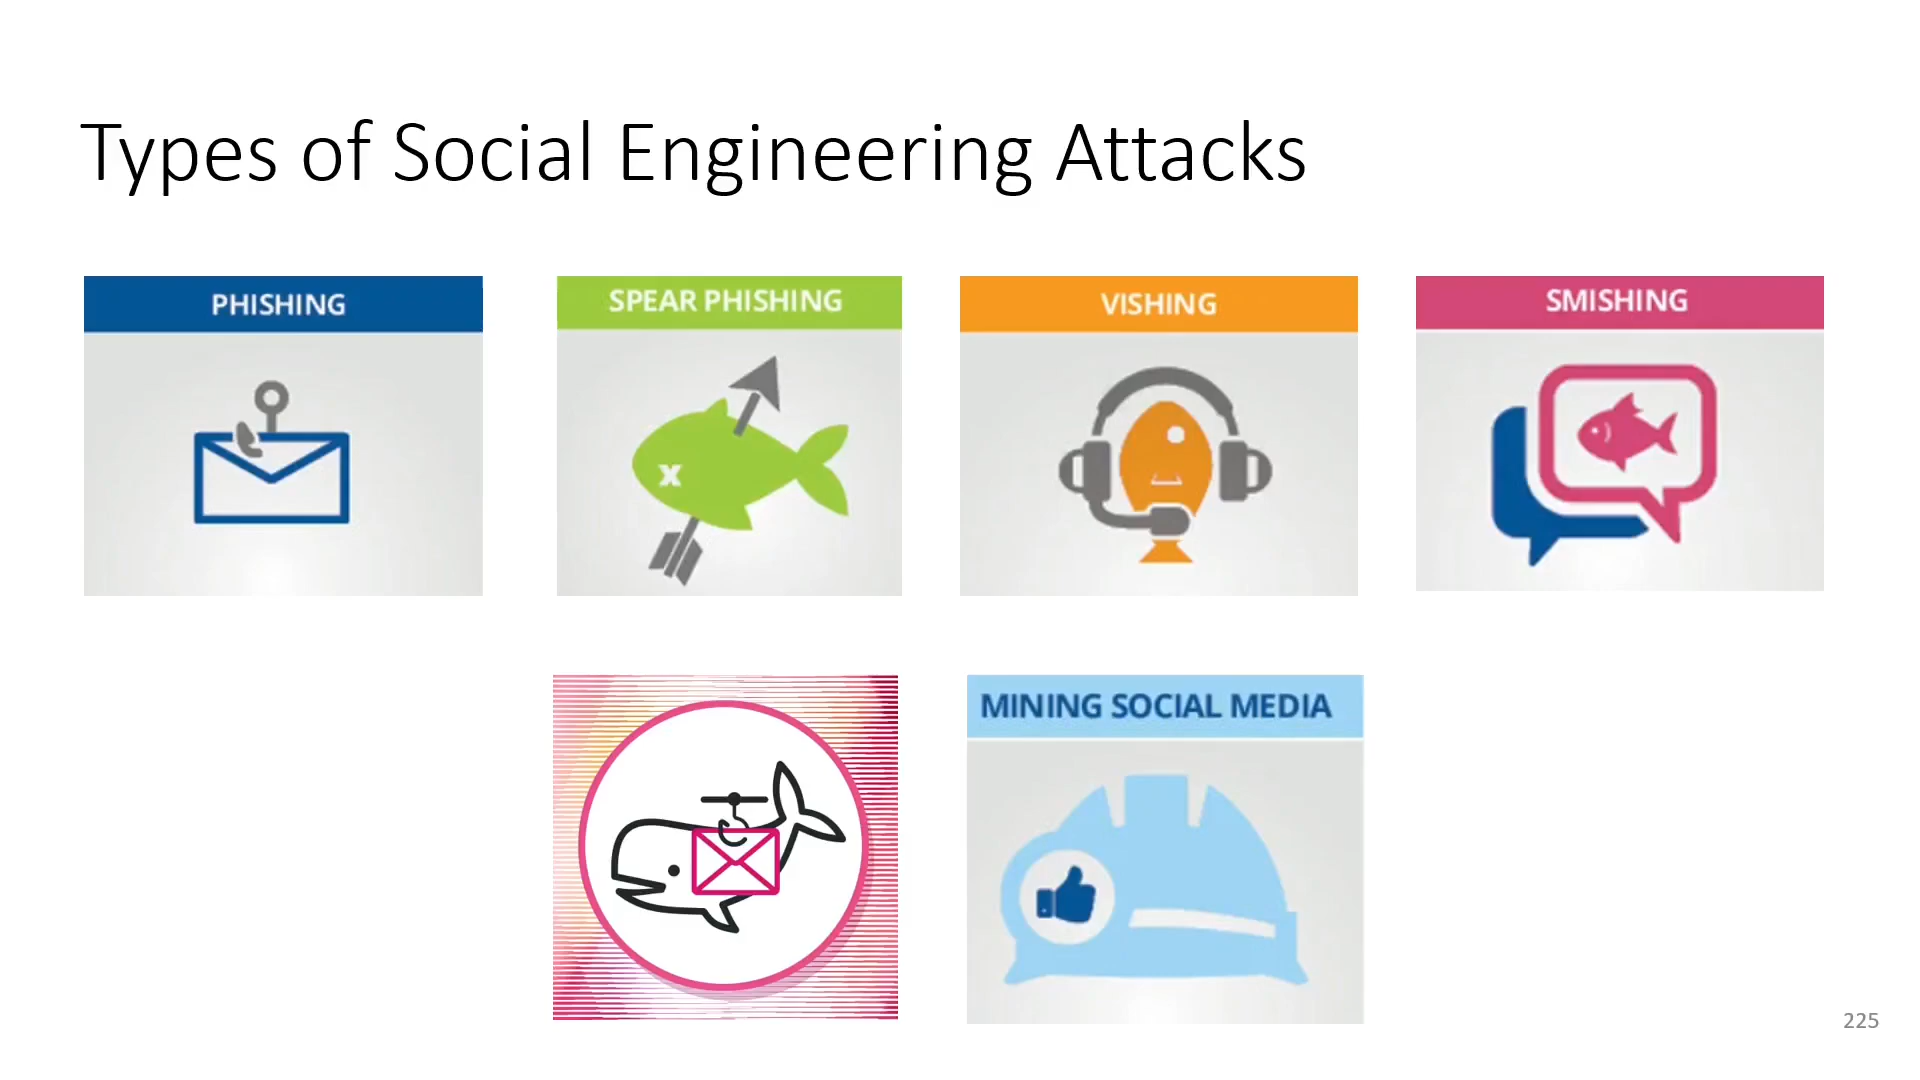 Types of Social Engineering Attacks
PHISHING
SPEAR PHISHING
VISHING
SMISHING
MINING SOCIAL MEDIA
225